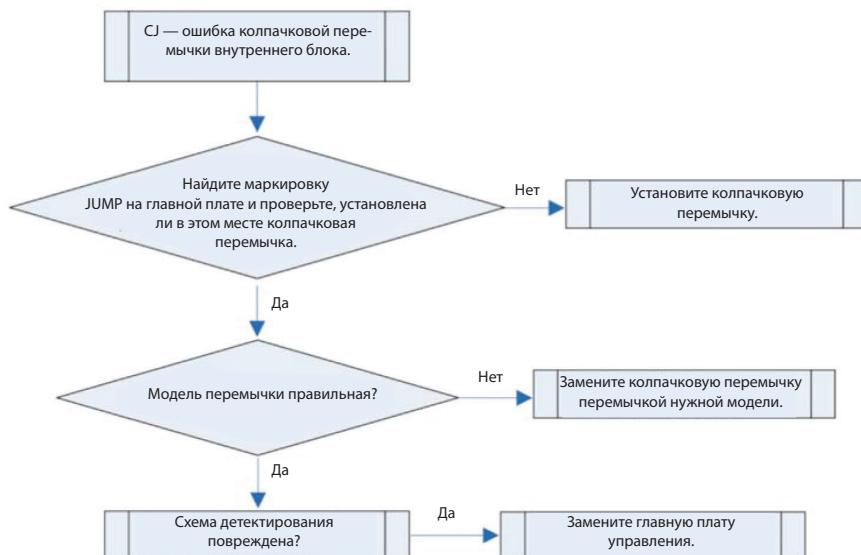 CJ — ошибка колпачковой пере-
мычки внутреннего блока.
Найдите маркировку
JUMP на главной плате и проверьте, установлена
ли в этом месте колпачковая
перемычка.
Нет
Установите колпачковую
перемычку.
Да
Модель перемычки правильная?
Нет
Замените колпачковую перемычку
перемычкой нужной модели.
Да
Схема детектирования
повреждена?
Да
Замените главную плату
управления.